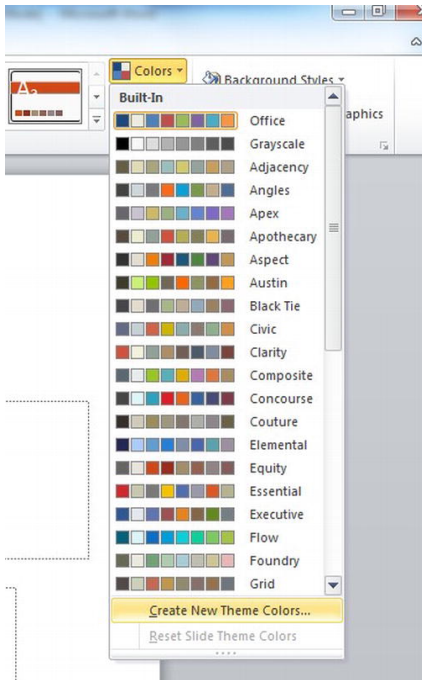 Colors
Background Styles
aphics
Aa
Built-In
Office
Grayscale
Adjacency
Angles
Apex
Apothecary
Aspect
Austin
Black Tie
Civic
Clarity
Composite
Concourse
Couture
Elemental
Equity
Essential
Executive
Flow
Foundry
Grid
Create New Theme Colors...
Reset Slide Theme Colors